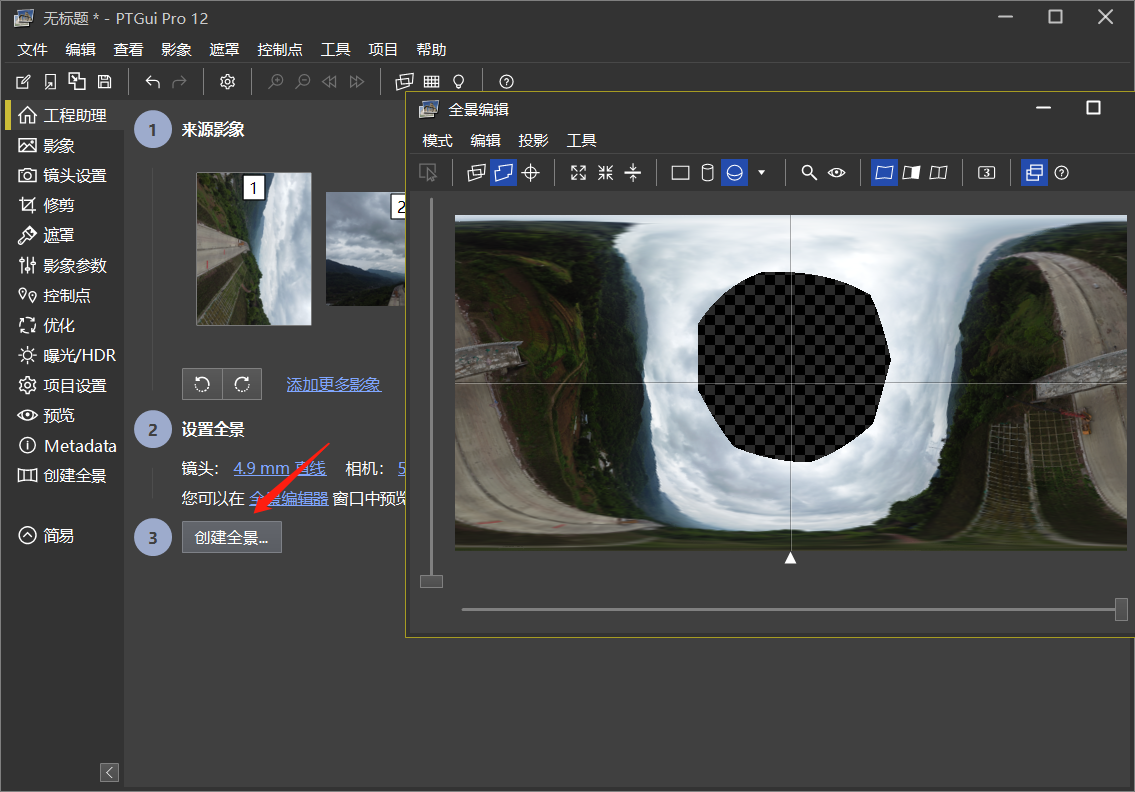 无标题 * - PTGui Pro 12
文件 编辑 查看 影象 遮罩 控制点 工具 项目 帮助
工程助理
影象
镜头设置
修剪
遮罩
影象参数
控制点
优化
曝光/HDR
项目设置
预览
Metadata
创建全景
简易
1 来源影象
1
2
添加更多影象
2 设置全景
镜头： 4.9 mm 直线 相机： 5
您可以在 全景编辑器 窗口中预览
3 创建全景...
全景编辑
模式 编辑 投影 工具
3